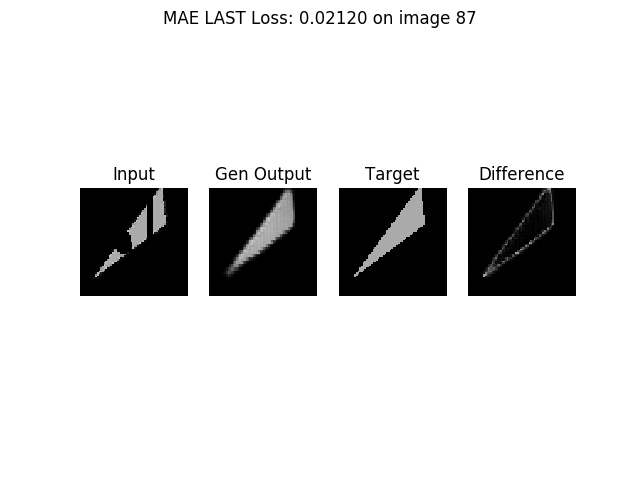 MAE LAST Loss: 0.02120 on image 87
Input
Gen Output
Target
Difference